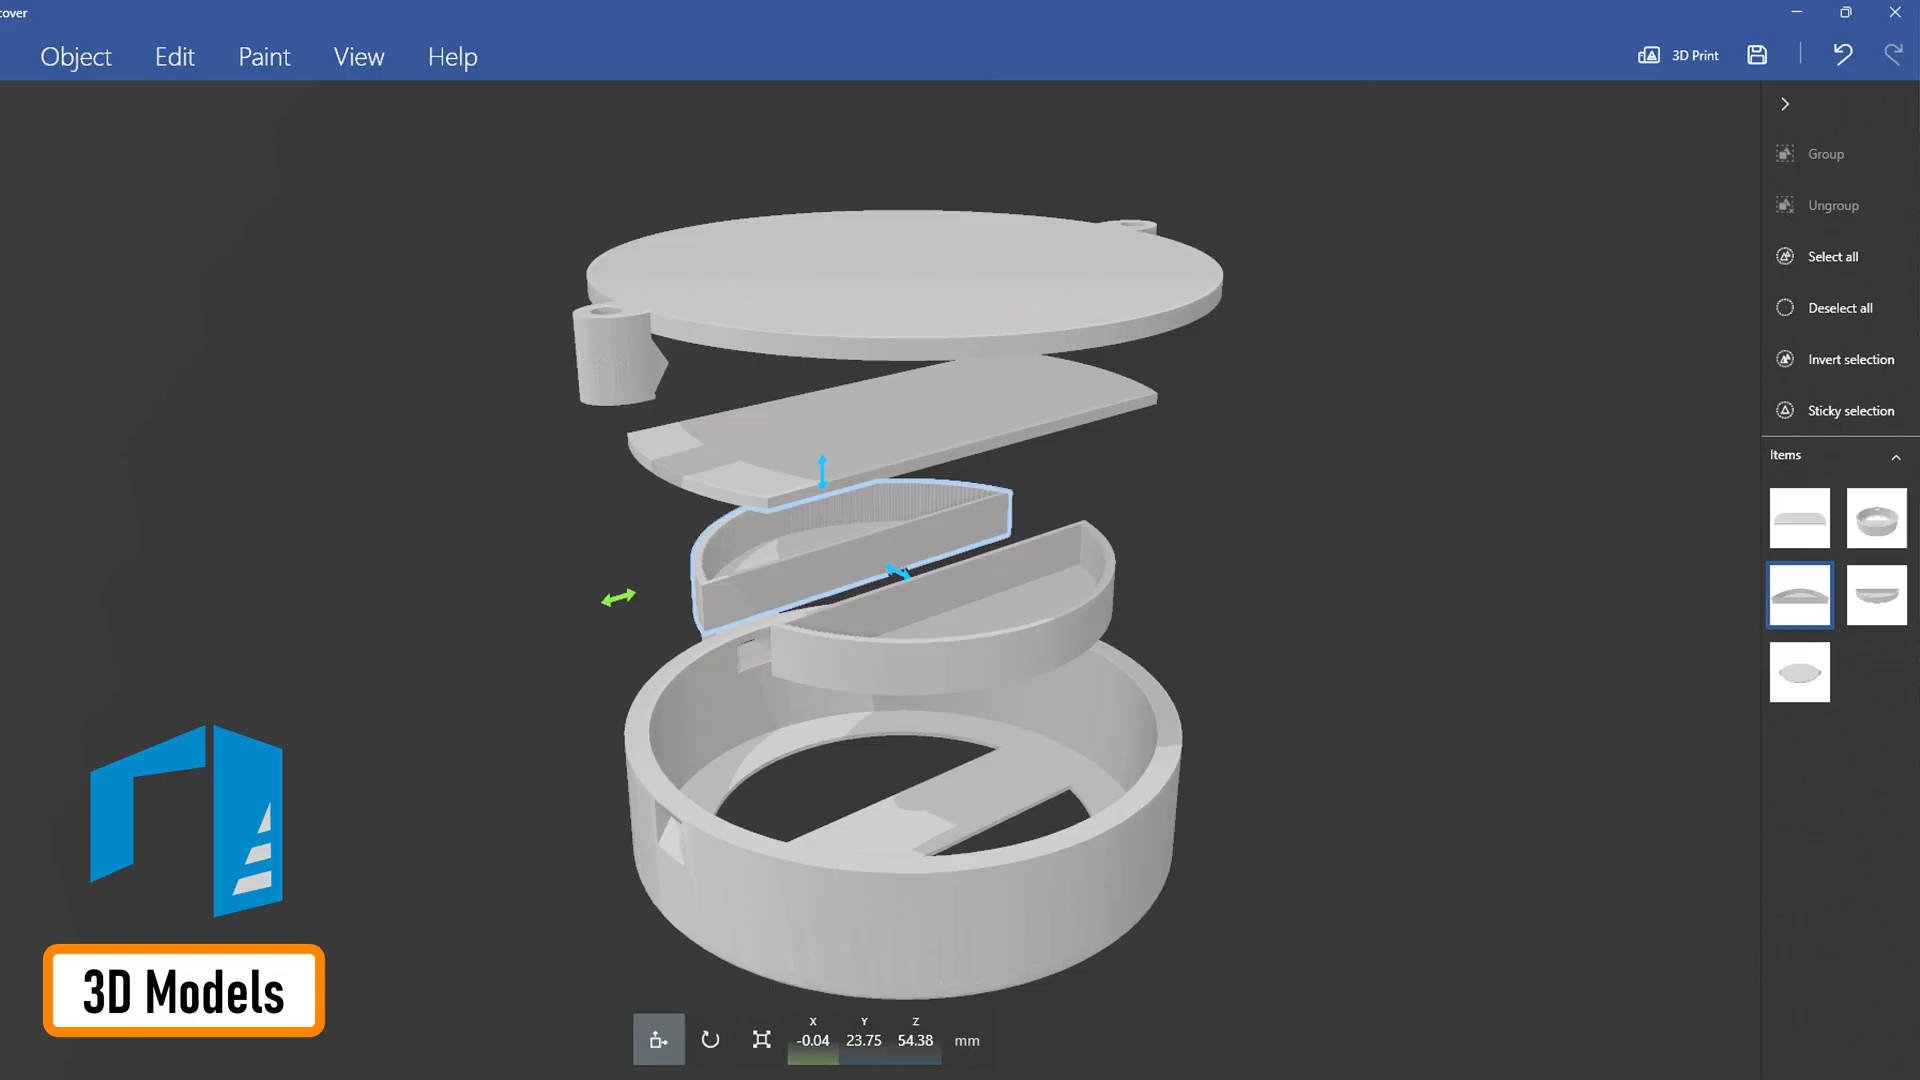 cover
Object Edit Paint View Help
3D Print
Group
Ungroup
Select all
Deselect all
Invert selection
Sticky selection
Items
3D Models
X Y Z
-0.04 23.75 54.38 mm